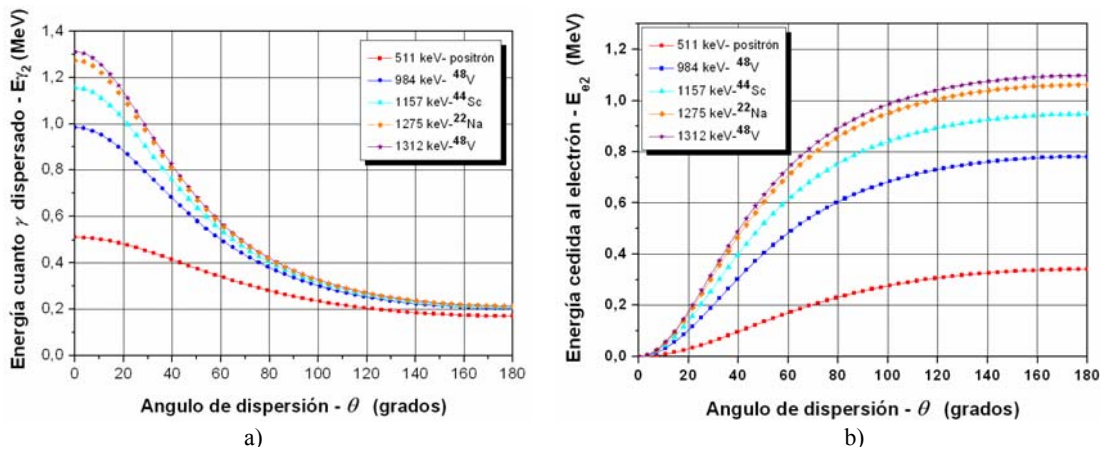 Energía cuanto γ dispersado - Eγ2 (MeV)
1,4
1,2
1,0
0,8
0,6
0,4
0,2
0,0
511 keV- positrón
984 keV- 48V
1157 keV-44Sc
1275 keV-22Na
1312 keV-48V
0 20 40 60 80 100 120 140 160 180
Angulo de dispersión - θ (grados)
a)
Energía cedida al electrón - Ee2 (MeV)
1,4
1,2
1,0
0,8
0,6
0,4
0,2
0,0
511 keV- positrón
984 keV- 48V
1157 keV-44Sc
1275 keV-22Na
1312 keV-48V
0 20 40 60 80 100 120 140 160 180
Angulo de dispersión - θ (grados)
b)